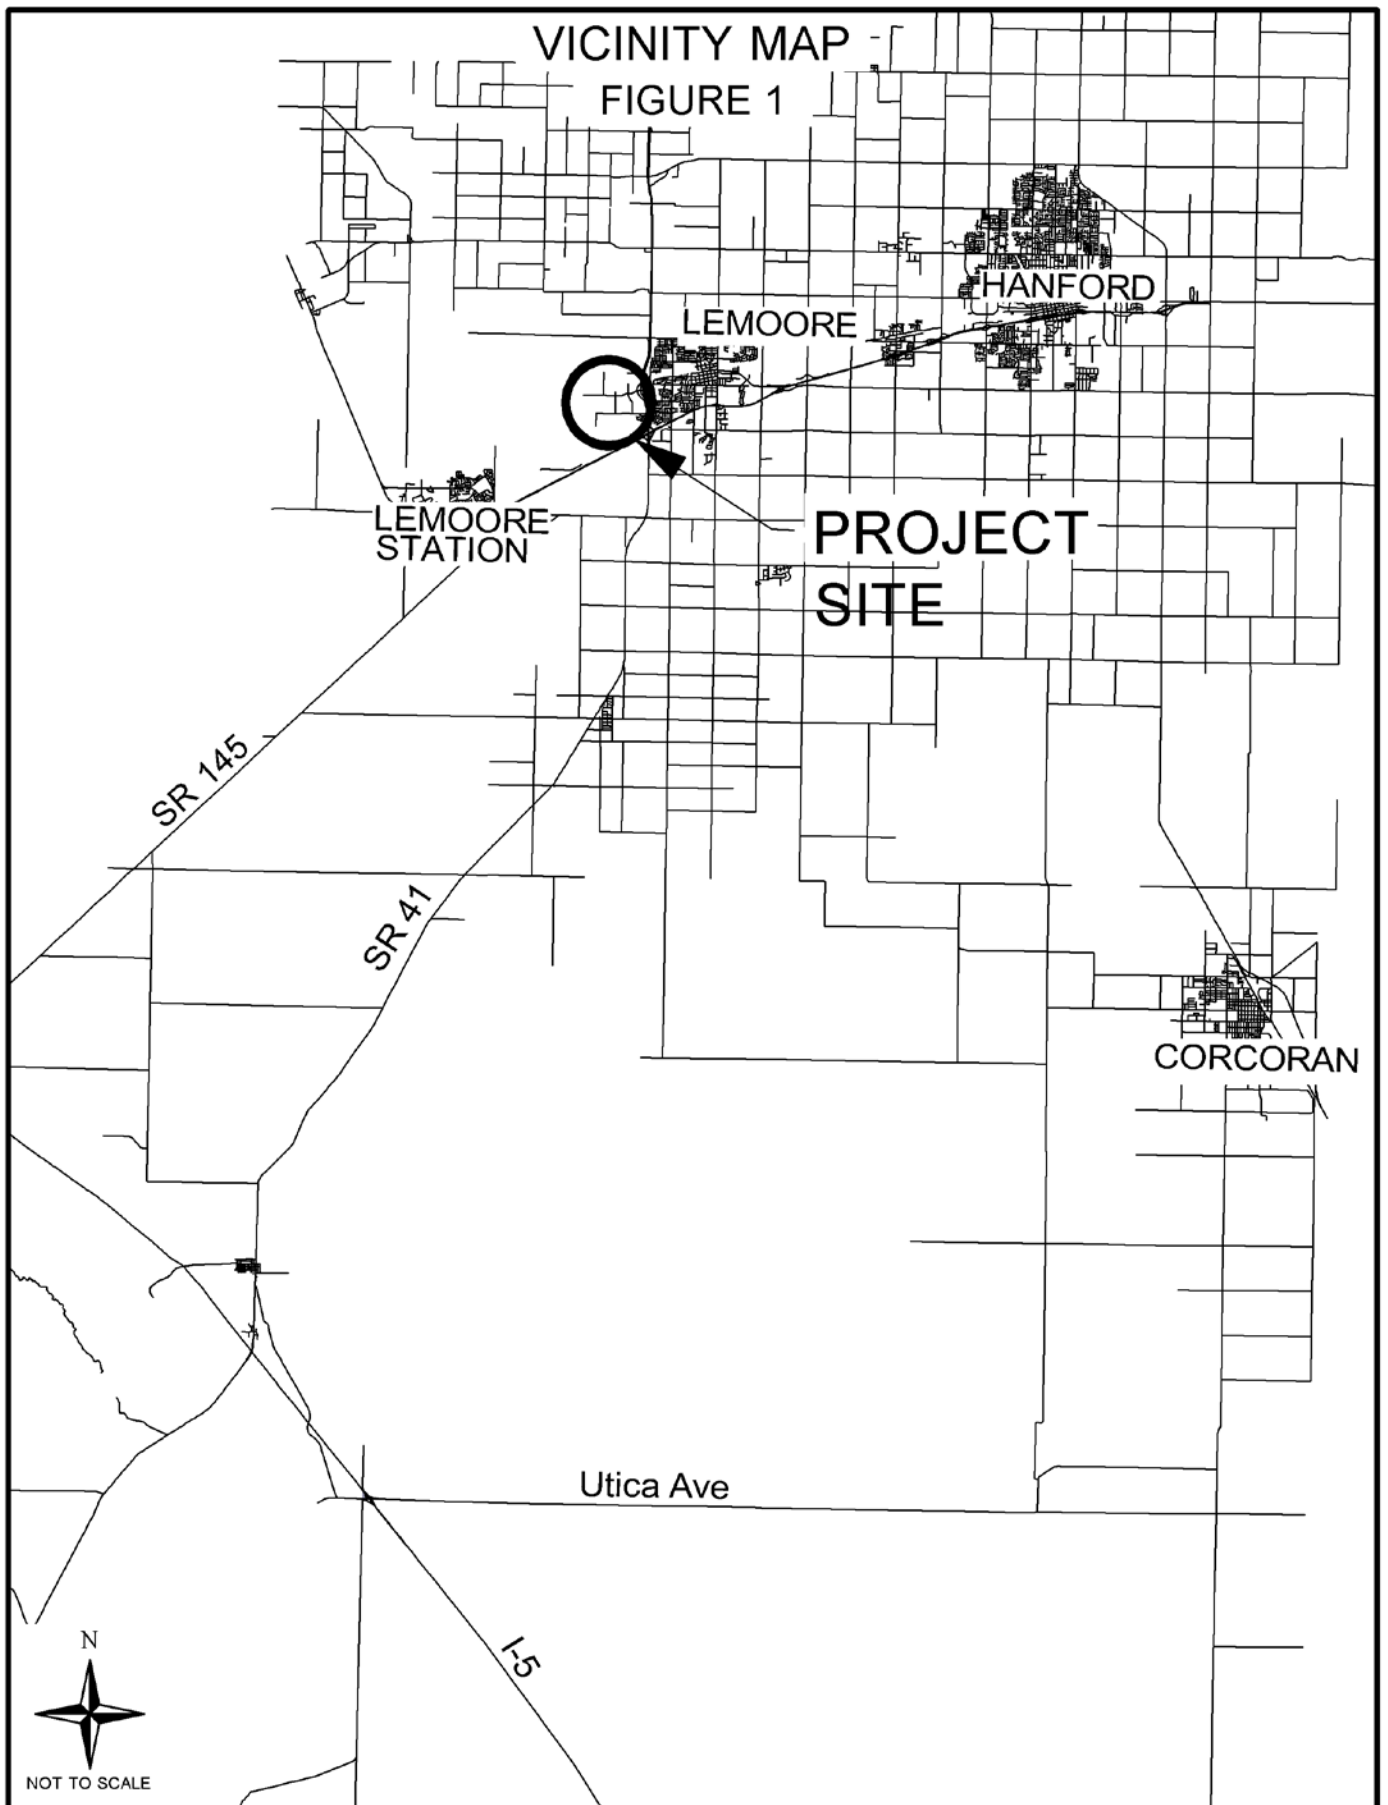 VICINITY MAP
FIGURE 1
HANFORD
LEMOORE
LEMOORE
STATION
PROJECT
SITE
SR 145
SR 41
CORCORAN
Utica Ave
I-5
N
NOT TO SCALE